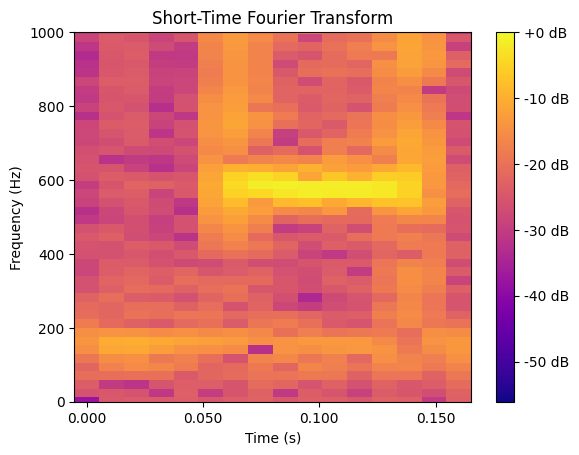 Short-Time Fourier Transform
Frequency (Hz)
1000
800
600
400
200
0
0.000
0.050
0.100
0.150
Time (s)
+0 dB
-10 dB
-20 dB
-30 dB
-40 dB
-50 dB